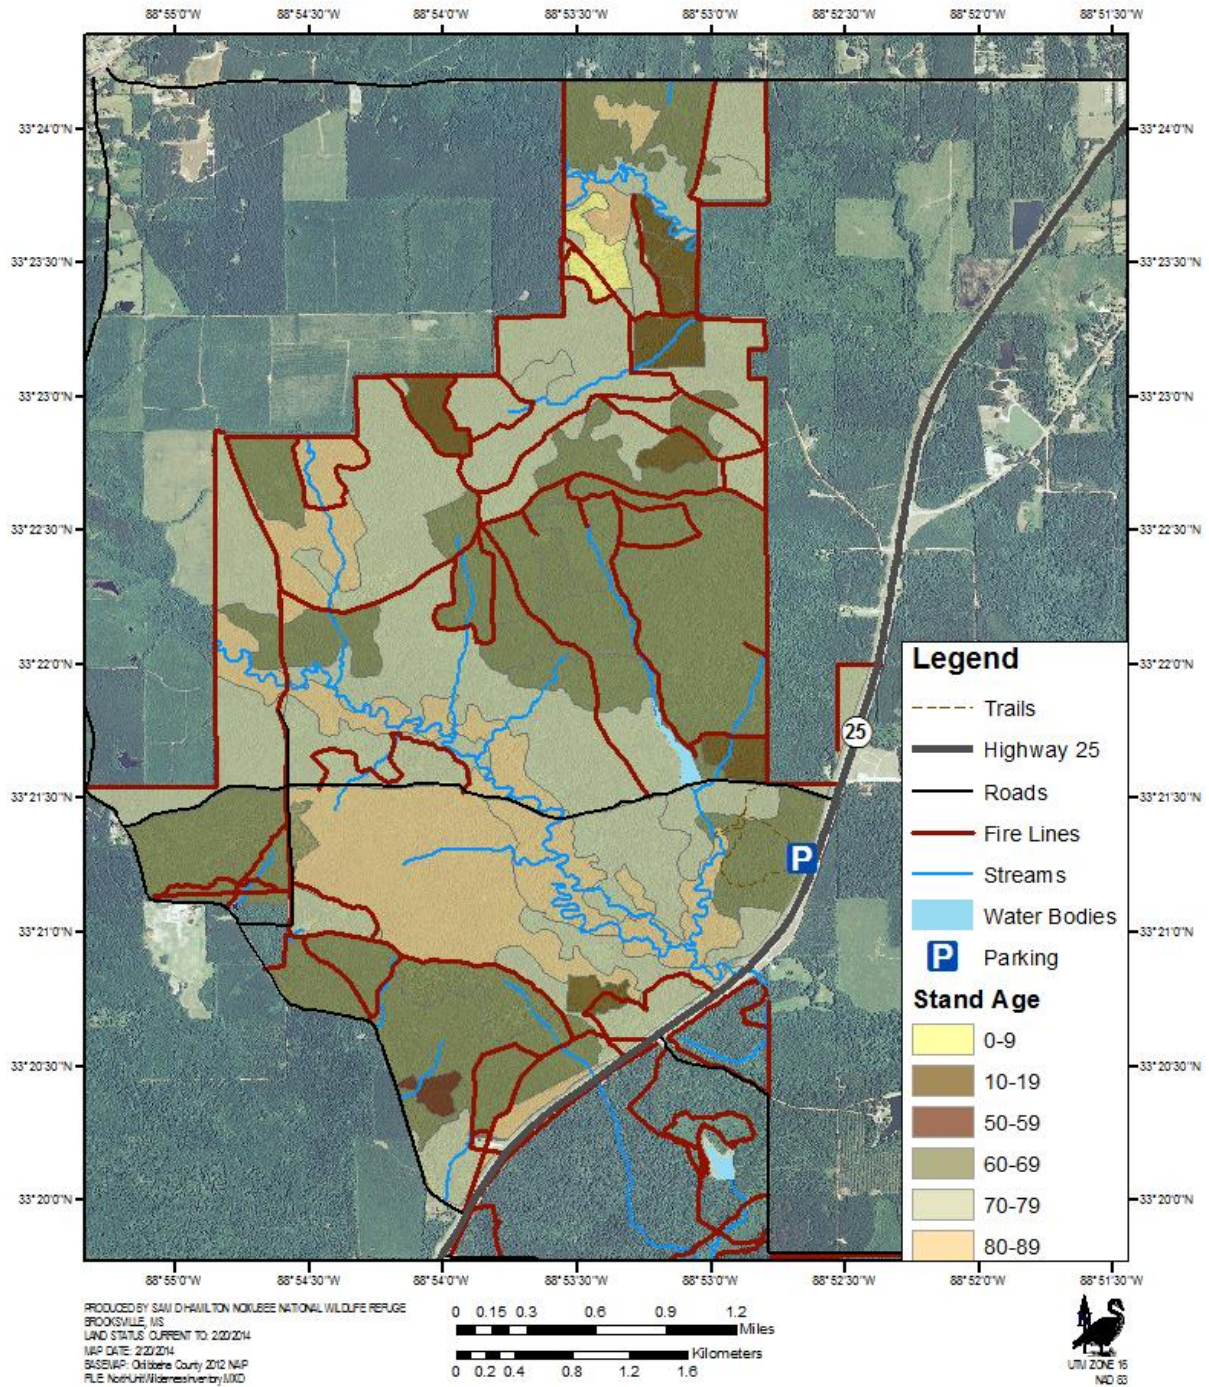 88°55'0"W 88°54'30"W 88°54'0"W 88°53'30"W 88°53'0"W 88°52'30"W 88°52'0"W 88°51'30"W
33°24'0"N 33°24'0"N
33°23'30"N 33°23'30"N
33°23'0"N 33°23'0"N
33°22'30"N 33°22'30"N
33°22'0"N 33°22'0"N
Legend
Trails
25
Highway 25
33°21'30"N Roads 33°21'30"N
Fire Lines
P
Streams
Water Bodies
33°21'0"N 33°21'0"N
P Parking
Stand Age
0-9
33°20'30"N 10-19 33°20'30"N
50-59
60-69
33°20'0"N 70-79 33°20'0"N
80-89
88°55'0"W 88°54'30"W 88°54'0"W 88°53'30"W 88°53'0"W 88°52'30"W 88°52'0"W 88°51'30"W
PRODUCED BY SAM D HAMILTON NOXUBEE NATIONAL WILDLIFE REFUGE
BROOKSVILLE, MS
LAND STATUS CURRENT TO: 2/20/2014
MAP DATE: 2/20/2014
BASEMAP: Oktibbeha County 2012 NAIP
FILE: NorthUnitWildernessInventory.MXD
0 0.15 0.3 0.6 0.9 1.2
Miles
Kilometers
0 0.2 0.4 0.8 1.2 1.6
UTM ZONE 16
NAD 83